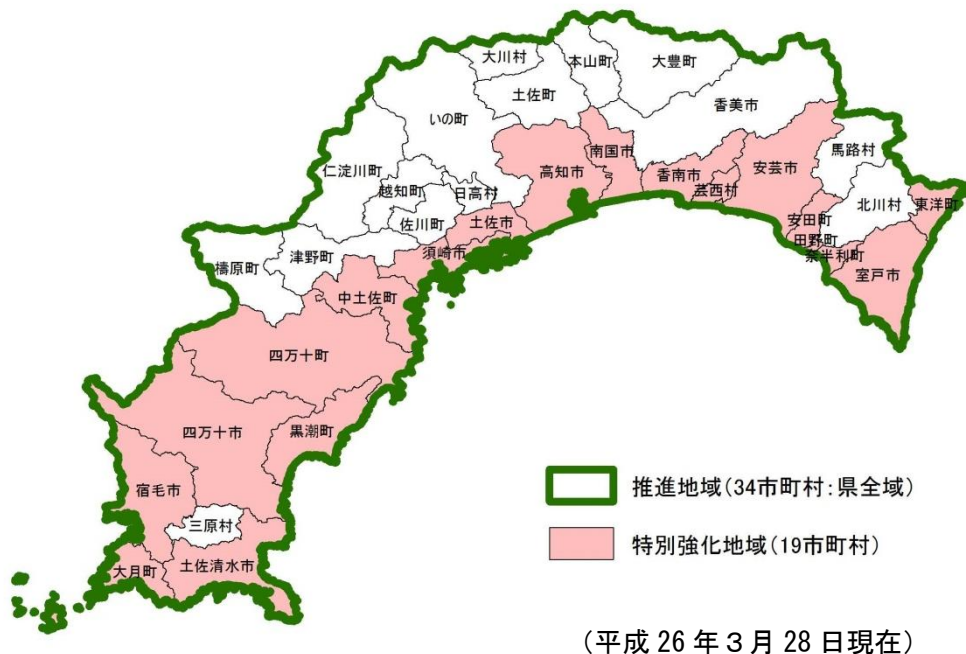 大川村
本山町
大豊町
土佐町
香美市
いの町
南国市
馬路村
高知市
安芸市
仁淀川町
香南市
芸西村
越知町
日高村
北川村
東洋町
佐川町
土佐市
安田町
田野町
須崎市
津野町
奈半利町
檮原町
室戸市
中土佐町
四万十町
四万十市
黒潮町
宿毛市
三原村
大月町
土佐清水市
推進地域(34市町村:県全域)
特別強化地域(19市町村)
(平成 26 年 3 月 28 日現在)